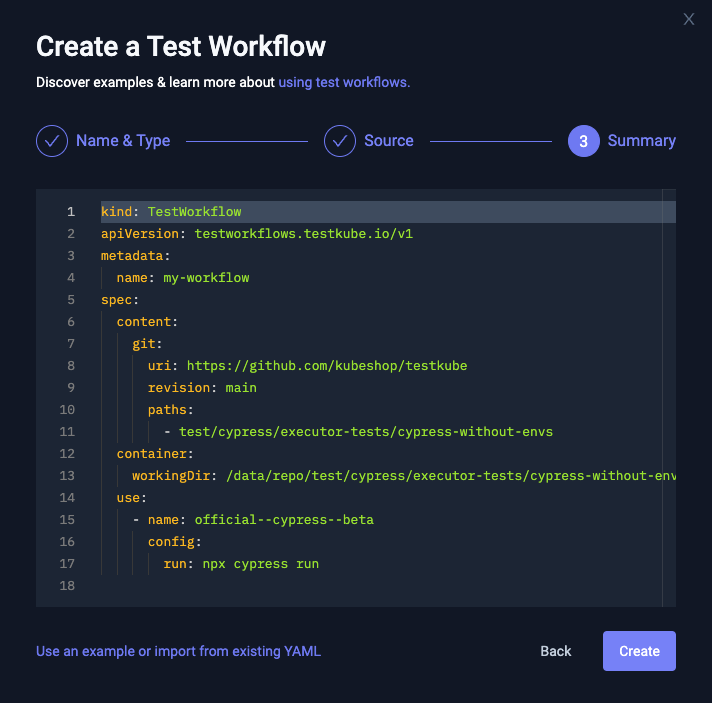 X
Create a Test Workflow
Discover examples & learn more about using test workflows.
Name & Type
Source
3 Summary
1 kind: TestWorkflow
2 apiVersion: testworkflows.testkube.io/v1
3 metadata:
4 name: my-workflow
5 spec:
6 content:
7 git:
8 uri: https://github.com/kubeshop/testkube
9 revision: main
10 paths:
11 - test/cypress/executor-tests/cypress-without-envs
12 container:
13 workingDir: /data/repo/test/cypress/executor-tests/cypress-without-env
14 use:
15 - name: official--cypress--beta
16 config:
17 run: npx cypress run
18
Use an example or import from existing YAML
Back
Create